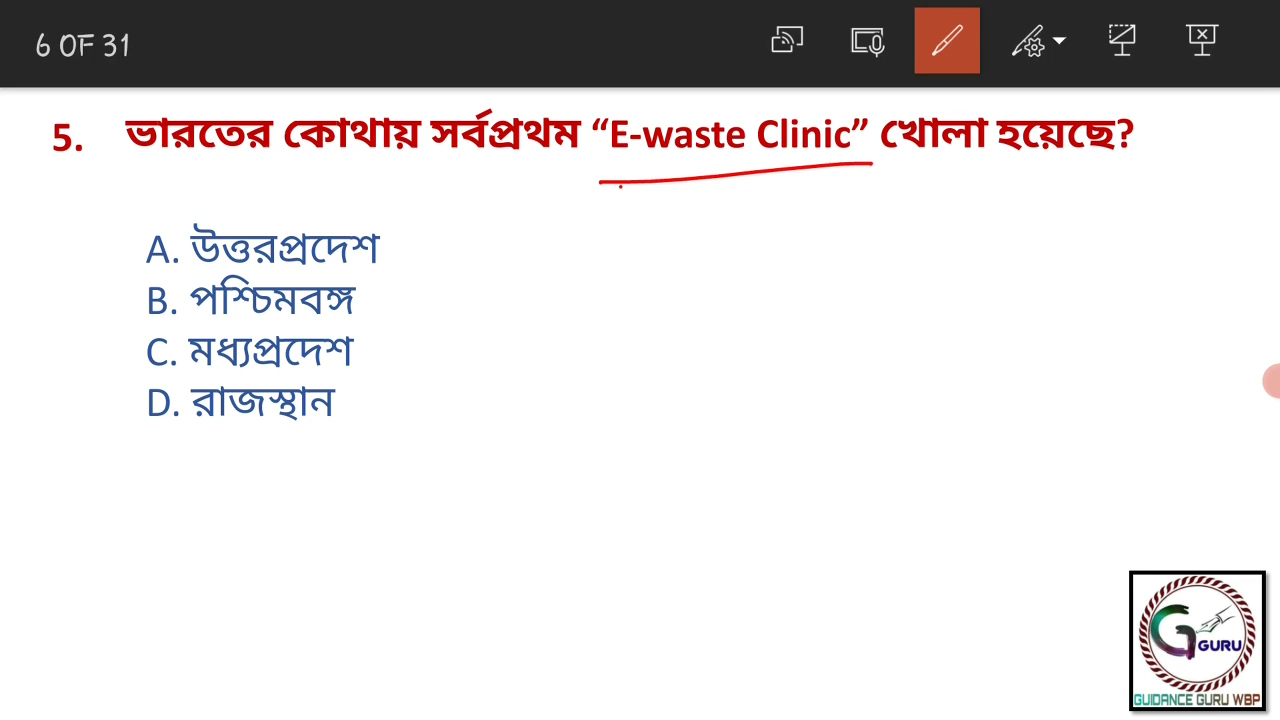 6 OF 31
5. ভারতের কোথায় সর্বপ্রথম “E-waste Clinic” খোলা হয়েছে?
A. উত্তরপ্রদেশ
B. পশ্চিমবঙ্গ
C. মধ্যপ্রদেশ
D. রাজস্থান
G GURU
GUIDANCE GURU WBP